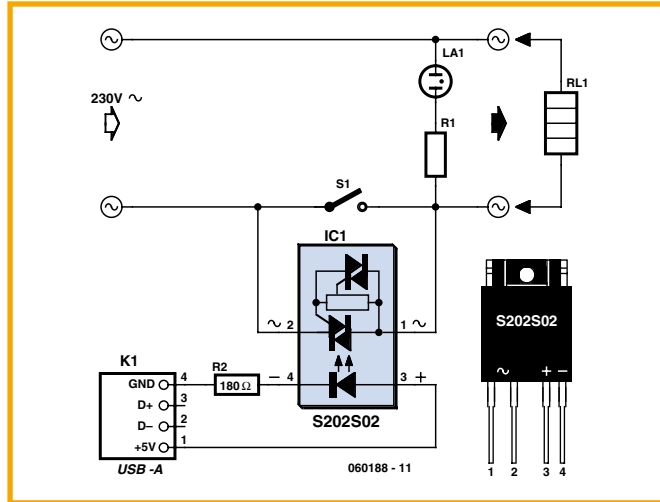 LA1
230V ~
R1
RL1
S1
IC1
~ 2
1 ~
S202S02
~
+ −
1 2 3 4
K1
R2
GND 4
180Ω
− 4
3 +
D+ 3
D− 2
+5V 1
S202S02
USB -A
060188 - 11